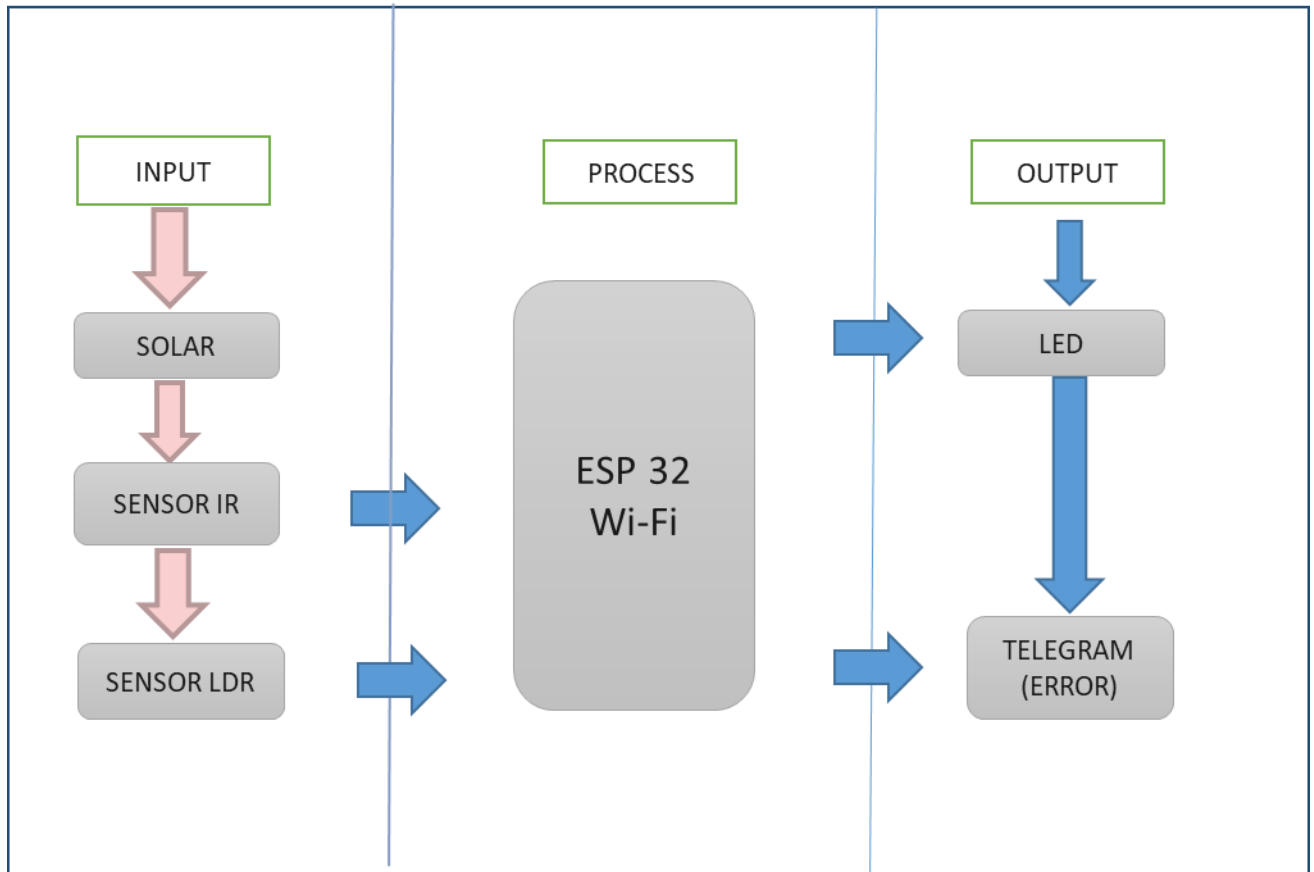 INPUT
PROCESS
OUTPUT
SOLAR
LED
SENSOR IR
ESP 32
Wi-Fi
SENSOR LDR
TELEGRAM
(ERROR)